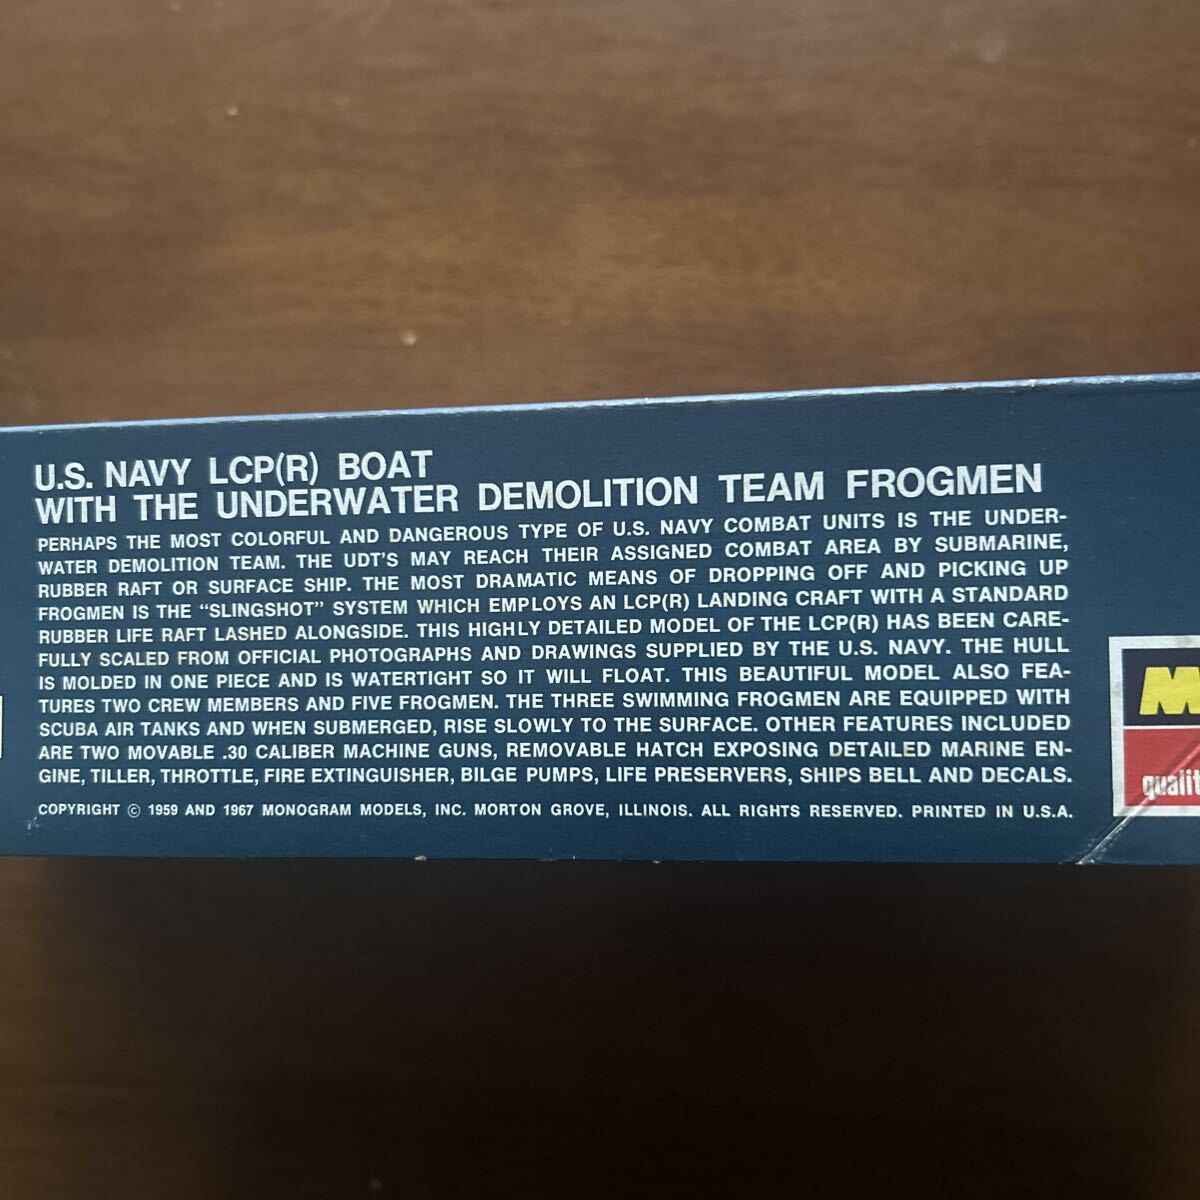 U.S. NAVY LCP(R) BOAT
WITH THE UNDERWATER DEMOLITION TEAM FROGMEN
PERHAPS THE MOST COLORFUL AND DANGEROUS TYPE OF U.S. NAVY COMBAT UNITS IS THE UNDER-
WATER DEMOLITION TEAM. THE UDT'S MAY REACH THEIR ASSIGNED COMBAT AREA BY SUBMARINE,
RUBBER RAFT OR SURFACE SHIP. THE MOST DRAMATIC MEANS OF DROPPING OFF AND PICKING UP
FROGMEN IS THE "SLINGSHOT" SYSTEM WHICH EMPLOYS AN LCP(R) LANDING CRAFT WITH A STANDARD
RUBBER LIFE RAFT LASHED ALONGSIDE. THIS HIGHLY DETAILED MODEL OF THE LCP(R) HAS BEEN CARE-
FULLY SCALED FROM OFFICIAL PHOTOGRAPHS AND DRAWINGS SUPPLIED BY THE U.S. NAVY. THE HULL
IS MOLDED IN ONE PIECE AND IS WATERTIGHT SO IT WILL FLOAT. THIS BEAUTIFUL MODEL ALSO FEA-
TURES TWO CREW MEMBERS AND FIVE FROGMEN. THE THREE SWIMMING FROGMEN ARE EQUIPPED WITH
SCUBA AIR TANKS AND WHEN SUBMERGED, RISE SLOWLY TO THE SURFACE. OTHER FEATURES INCLUDED
ARE TWO MOVABLE .30 CALIBER MACHINE GUNS, REMOVABLE HATCH EXPOSING DETAILED MARINE EN-
GINE, TILLER, THROTTLE, FIRE EXTINGUISHER, BILGE PUMPS, LIFE PRESERVERS, SHIPS BELL AND DECALS.
COPYRIGHT © 1959 AND 1967 MONOGRAM MODELS, INC. MORTON GROVE, ILLINOIS. ALL RIGHTS RESERVED. PRINTED IN U.S.A.
M
qualit